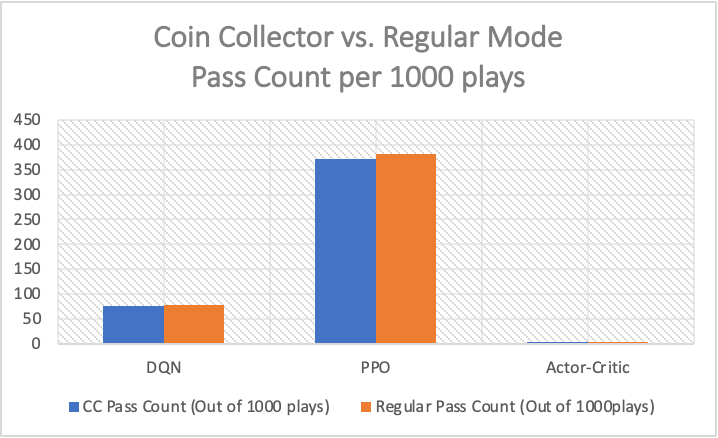 Coin Collector vs. Regular Mode
Pass Count per 1000 plays
450
400
350
300
250
200
150
100
50
0
DQN PPO Actor-Critic
CC Pass Count (Out of 1000 plays) Regular Pass Count (Out of 1000plays)